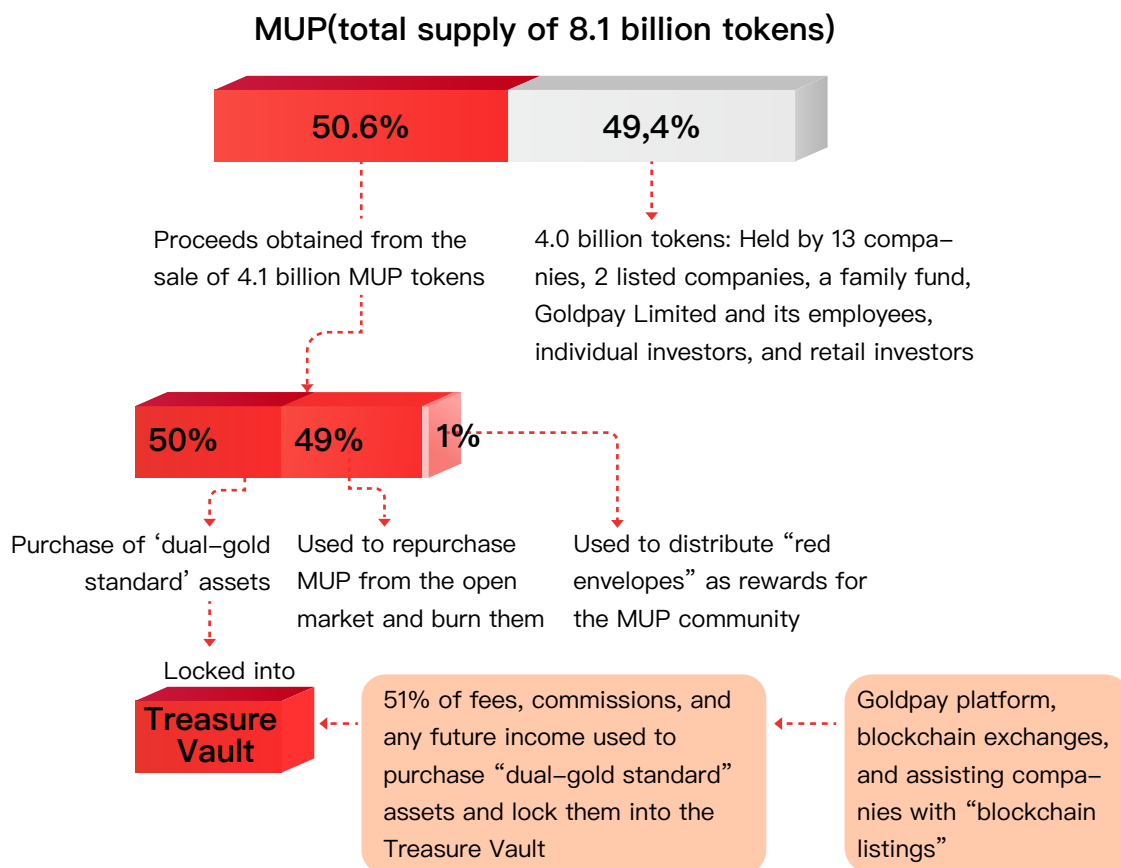 MUP(total supply of 8.1 billion tokens)
50.6%
49,4%
Proceeds obtained from the
sale of 4.1 billion MUP tokens
4.0 billion tokens: Held by 13 compa–
nies, 2 listed companies, a family fund,
Goldpay Limited and its employees,
individual investors, and retail investors
50%
49%
1%
Purchase of ‘dual–gold
standard’ assets
Used to repurchase
MUP from the open
market and burn them
Used to distribute “red
envelopes” as rewards for
the MUP community
Locked into
Treasure
Vault
51% of fees, commissions, and
any future income used to
purchase “dual–gold standard”
assets and lock them into the
Treasure Vault
Goldpay platform,
blockchain exchanges,
and assisting compa–
nies with “blockchain
listings”